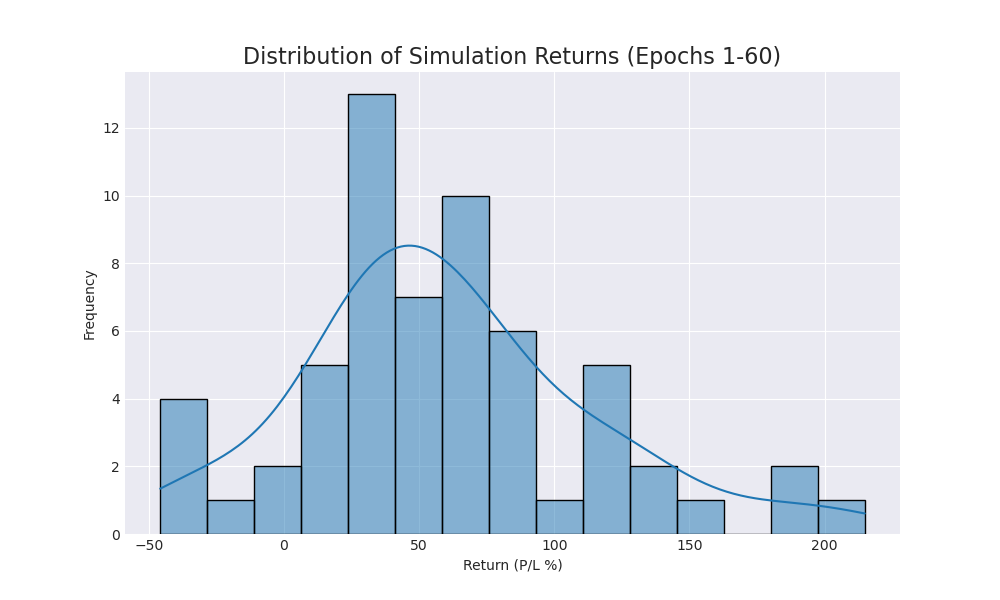 Distribution of Simulation Returns (Epochs 1-60)
12
10
8
6
4
2
0
Frequency
−50 0 50 100 150 200
Return (P/L %)